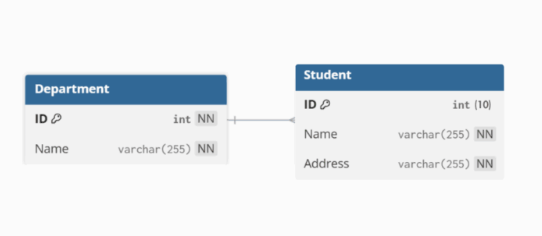 Department
ID int NN
Name varchar(255) NN
Student
ID int (10)
Name varchar(255) NN
Address varchar(255) NN